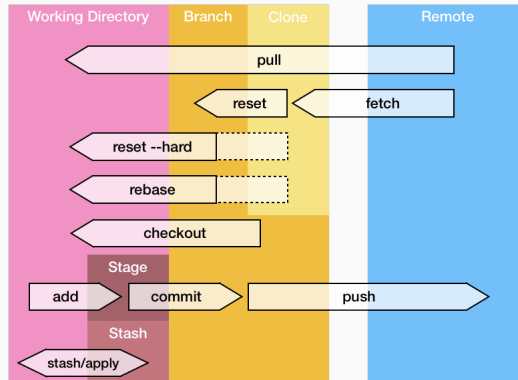 Working Directory Branch Clone Remote
pull
reset fetch
reset --hard
rebase
checkout
Stage
add commit push
Stash
stash/apply